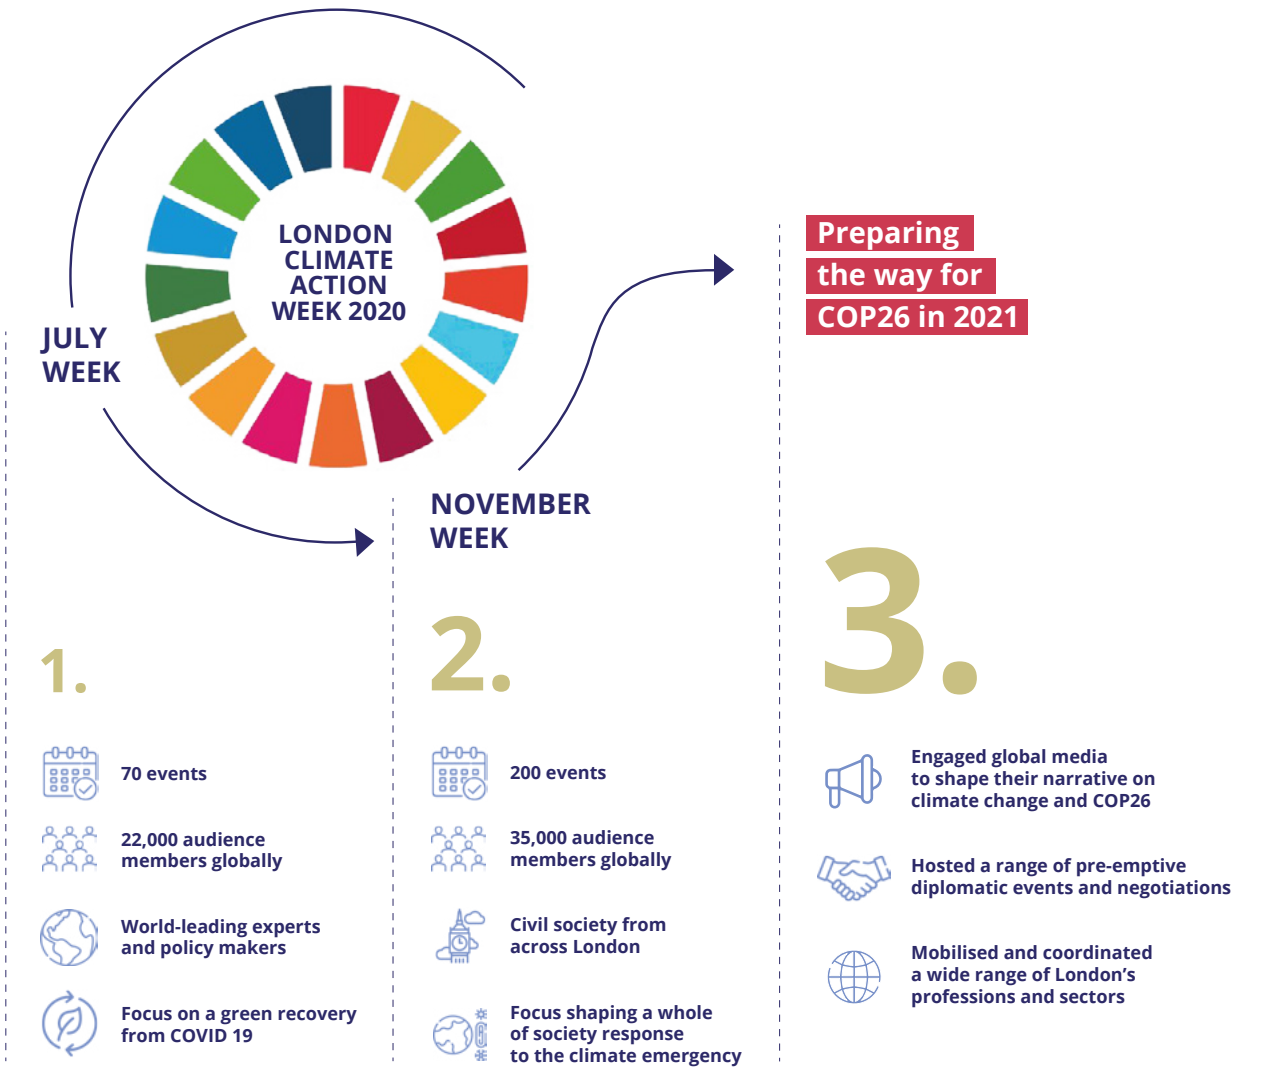 LONDON
CLIMATE
ACTION
WEEK 2020
JULY
WEEK
NOVEMBER
WEEK
Preparing
the way for
COP26 in 2021
1.
70 events
22,000 audience
members globally
World-leading experts
and policy makers
Focus on a green recovery
from COVID 19
2.
200 events
35,000 audience
members globally
Civil society from
across London
Focus shaping a whole
of society response
to the climate emergency
3.
Engaged global media
to shape their narrative on
climate change and COP26
Hosted a range of pre-emptive
diplomatic events and negotiations
Mobilised and coordinated
a wide range of London’s
professions and sectors